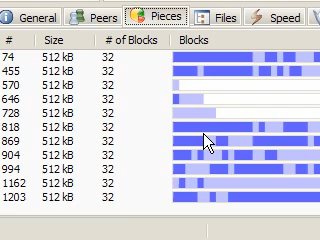 General Peers Pieces Files Speed
# Size # of Blocks Blocks
74 512 kB 32
455 512 kB 32
570 512 kB 32
646 512 kB 32
728 512 kB 32
818 512 kB 32
869 512 kB 32
904 512 kB 32
994 512 kB 32
1162 512 kB 32
1203 512 kB 32